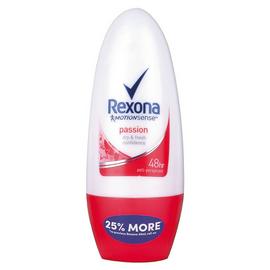 Rexona
MOTIONSENSE
passion
dry & fresh
confidence
48hr
anti-perspirant
25% MORE